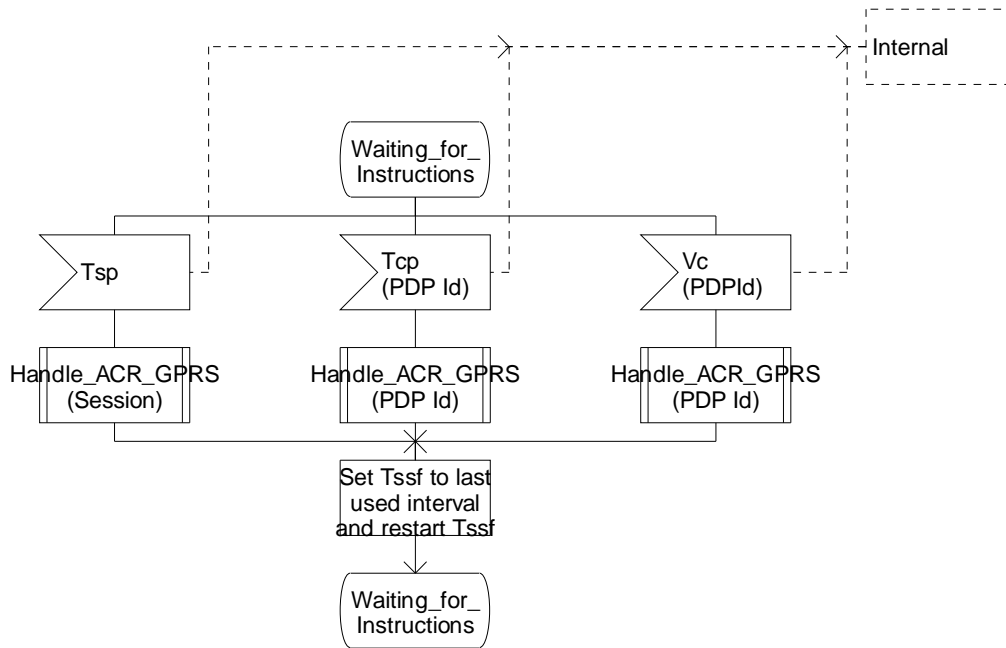 Internal
Waiting_for_
Instructions
Tsp
Tcp
(PDP Id)
Vc
(PDPId)
Handle_ACR_GPRS
(Session)
Handle_ACR_GPRS
(PDP Id)
Handle_ACR_GPRS
(PDP Id)
Set Tssf to last
used interval
and restart Tssf
Waiting_for_
Instructions